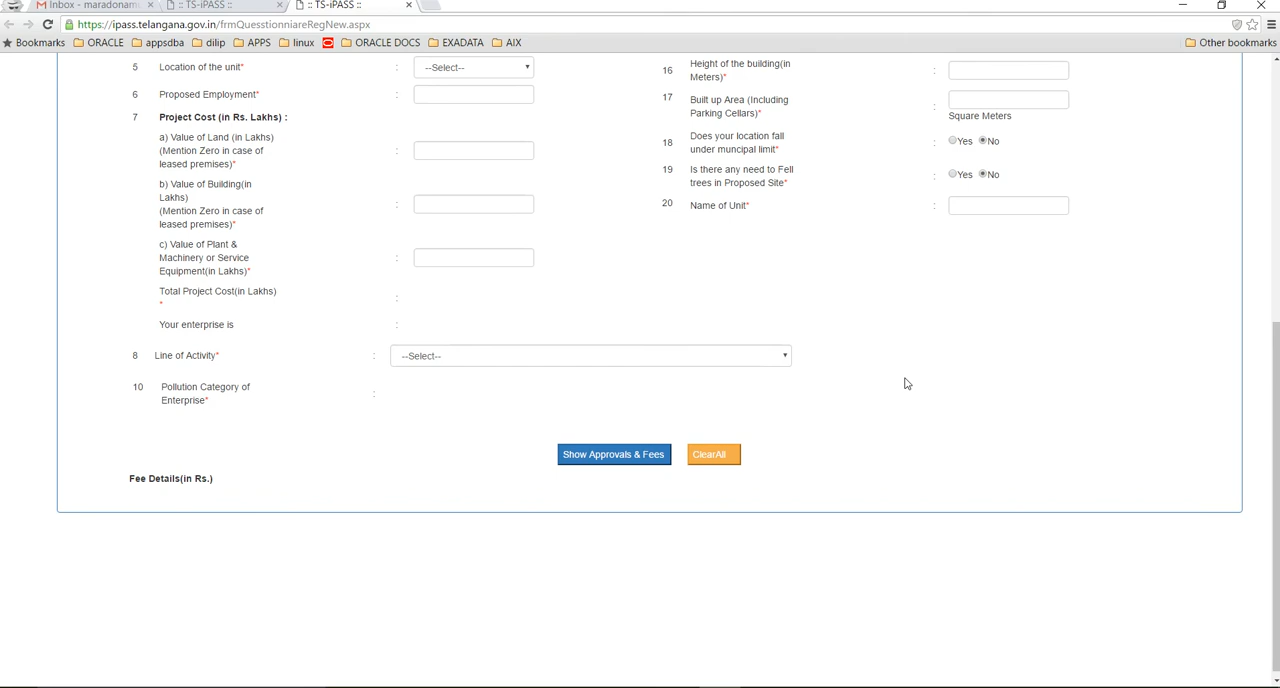 Inbox - maradonam
:: TS-iPASS ::
:: TS-iPASS ::
https://ipass.telangana.gov.in/frmQuesstionniareRegNew.aspx
Bookmarks
ORACLE
appsdba
dilip
APPS
linux
ORACLE DOCS
EXADATA
AIX
Other bookmarks
5 Location of the unit* : --Select--
6 Proposed Employment* :
7 Project Cost (in Rs. Lakhs) :
a) Value of Land (in Lakhs)
(Mention Zero in case of
leased premises)* :
b) Value of Building(in
Lakhs)
(Mention Zero in case of
leased premises)* :
c) Value of Plant &
Machinery or Service
Equipment(in Lakhs)* :
Total Project Cost(in Lakhs)
* :
Your enterprise is :
8 Line of Activity* : --Select--
10 Pollution Category of
Enterprise* :
16 Height of the building(in
Meters)* :
17 Built up Area (Including
Parking Cellars)* :
Square Meters
18 Does your location fall
under muncipal limit* : Yes No
19 Is there any need to Fell
trees in Proposed Site* : Yes No
20 Name of Unit* :
Show Approvals & Fees
ClearAll
Fee Details(in Rs.)